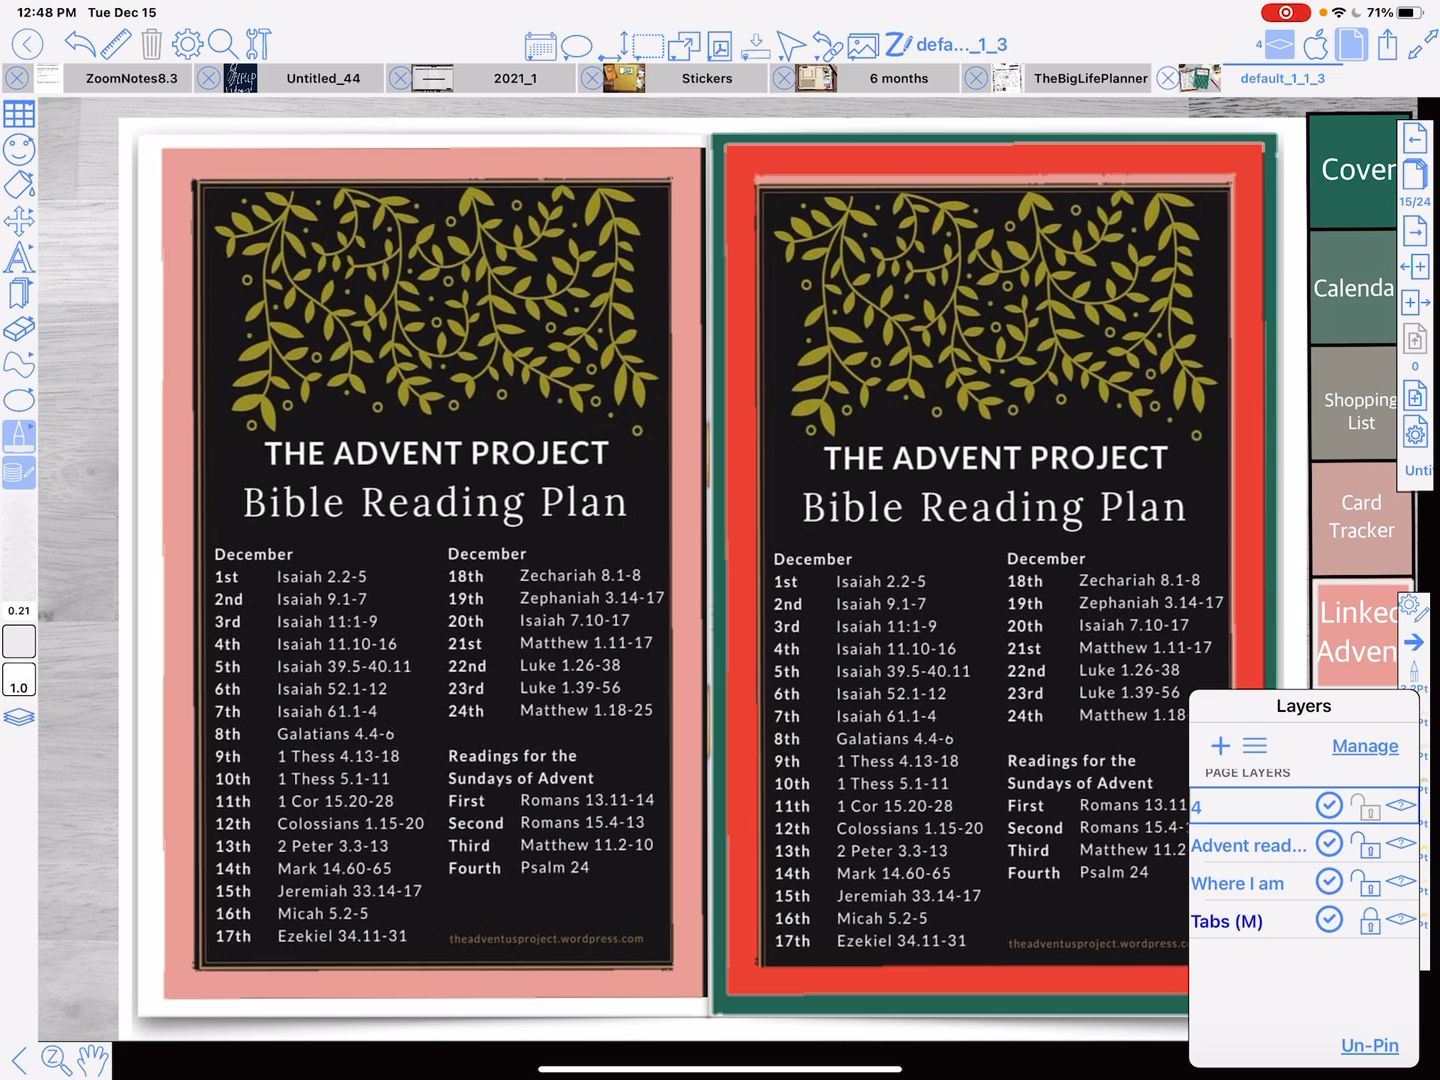 12:48 PM Tue Dec 15
71%
defa..._1_3
4
ZoomNotes8.3
Untitled_44
2021_1
Stickers
6 months
TheBigLifePlanner
default_1_1_3
THE ADVENT PROJECT
Bible Reading Plan
December
1st Isaiah 2.2-5
2nd Isaiah 9.1-7
3rd Isaiah 11:1-9
4th Isaiah 11.10-16
5th Isaiah 39.5-40.11
6th Isaiah 52.1-12
7th Isaiah 61.1-4
8th Galatians 4.4-6
9th 1 Thess 4.13-18
10th 1 Thess 5.1-11
11th 1 Cor 15.20-28
12th Colossians 1.15-20
13th 2 Peter 3.3-13
14th Mark 14.60-65
15th Jeremiah 33.14-17
16th Micah 5.2-5
17th Ezekiel 34.11-31
December
18th Zechariah 8.1-8
19th Zephaniah 3.14-17
20th Isaiah 7.10-17
21st Matthew 1.11-17
22nd Luke 1.26-38
23rd Luke 1.39-56
24th Matthew 1.18-25
Readings for the
Sundays of Advent
First Romans 13.11-14
Second Romans 15.4-13
Third Matthew 11.2-10
Fourth Psalm 24
theadventusproject.wordpress.com
THE ADVENT PROJECT
Bible Reading Plan
December
1st Isaiah 2.2-5
2nd Isaiah 9.1-7
3rd Isaiah 11:1-9
4th Isaiah 11.10-16
5th Isaiah 39.5-40.11
6th Isaiah 52.1-12
7th Isaiah 61.1-4
8th Galatians 4.4-6
9th 1 Thess 4.13-18
10th 1 Thess 5.1-11
11th 1 Cor 15.20-28
12th Colossians 1.15-20
13th 2 Peter 3.3-13
14th Mark 14.60-65
15th Jeremiah 33.14-17
16th Micah 5.2-5
17th Ezekiel 34.11-31
December
18th Zechariah 8.1-8
19th Zephaniah 3.14-17
20th Isaiah 7.10-17
21st Matthew 1.11-17
22nd Luke 1.26-38
23rd Luke 1.39-56
24th Matthew 1.18
Readings for the
Sundays of Advent
First Romans 13.11
Second Romans 15.4-1
Third Matthew 11.2
Fourth Psalm 24
theadventusproject.wordpress.c
Cover
Calenda
Shopping
List
Card
Tracker
Linked
Adven
15/24
0
Unti
0.21
1.0
Layers
Manage
PAGE LAYERS
4
Advent read...
Where I am
Tabs (M)
Un-Pin